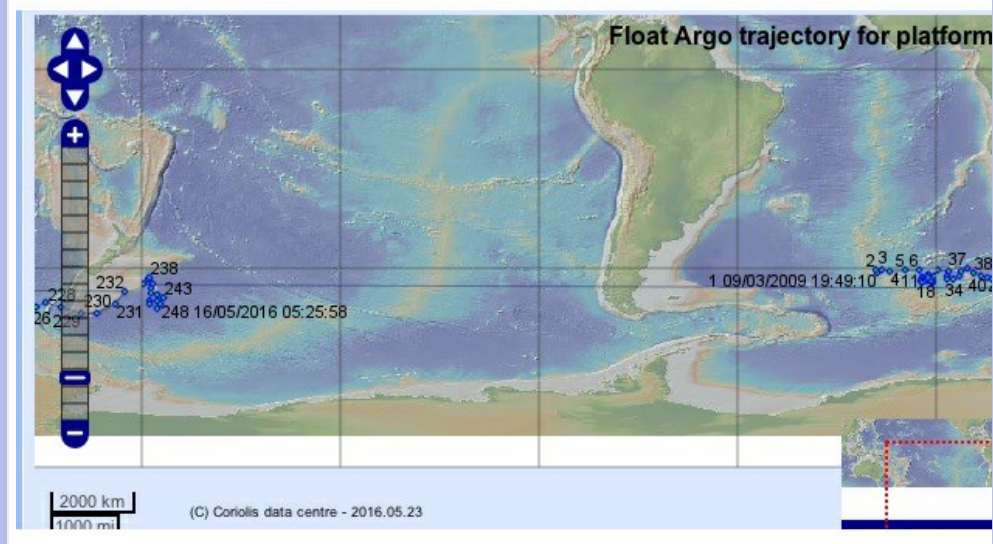 Float Argo trajectory for platform
2 3 5 6 37 38
1 09/03/2009 19:49:10 4 11 18 34 40
238
232
228 243
230
26 229 231 248 16/05/2016 05:25:58
2000 km
1000 mi
(C) Coriolis data centre - 2016.05.23